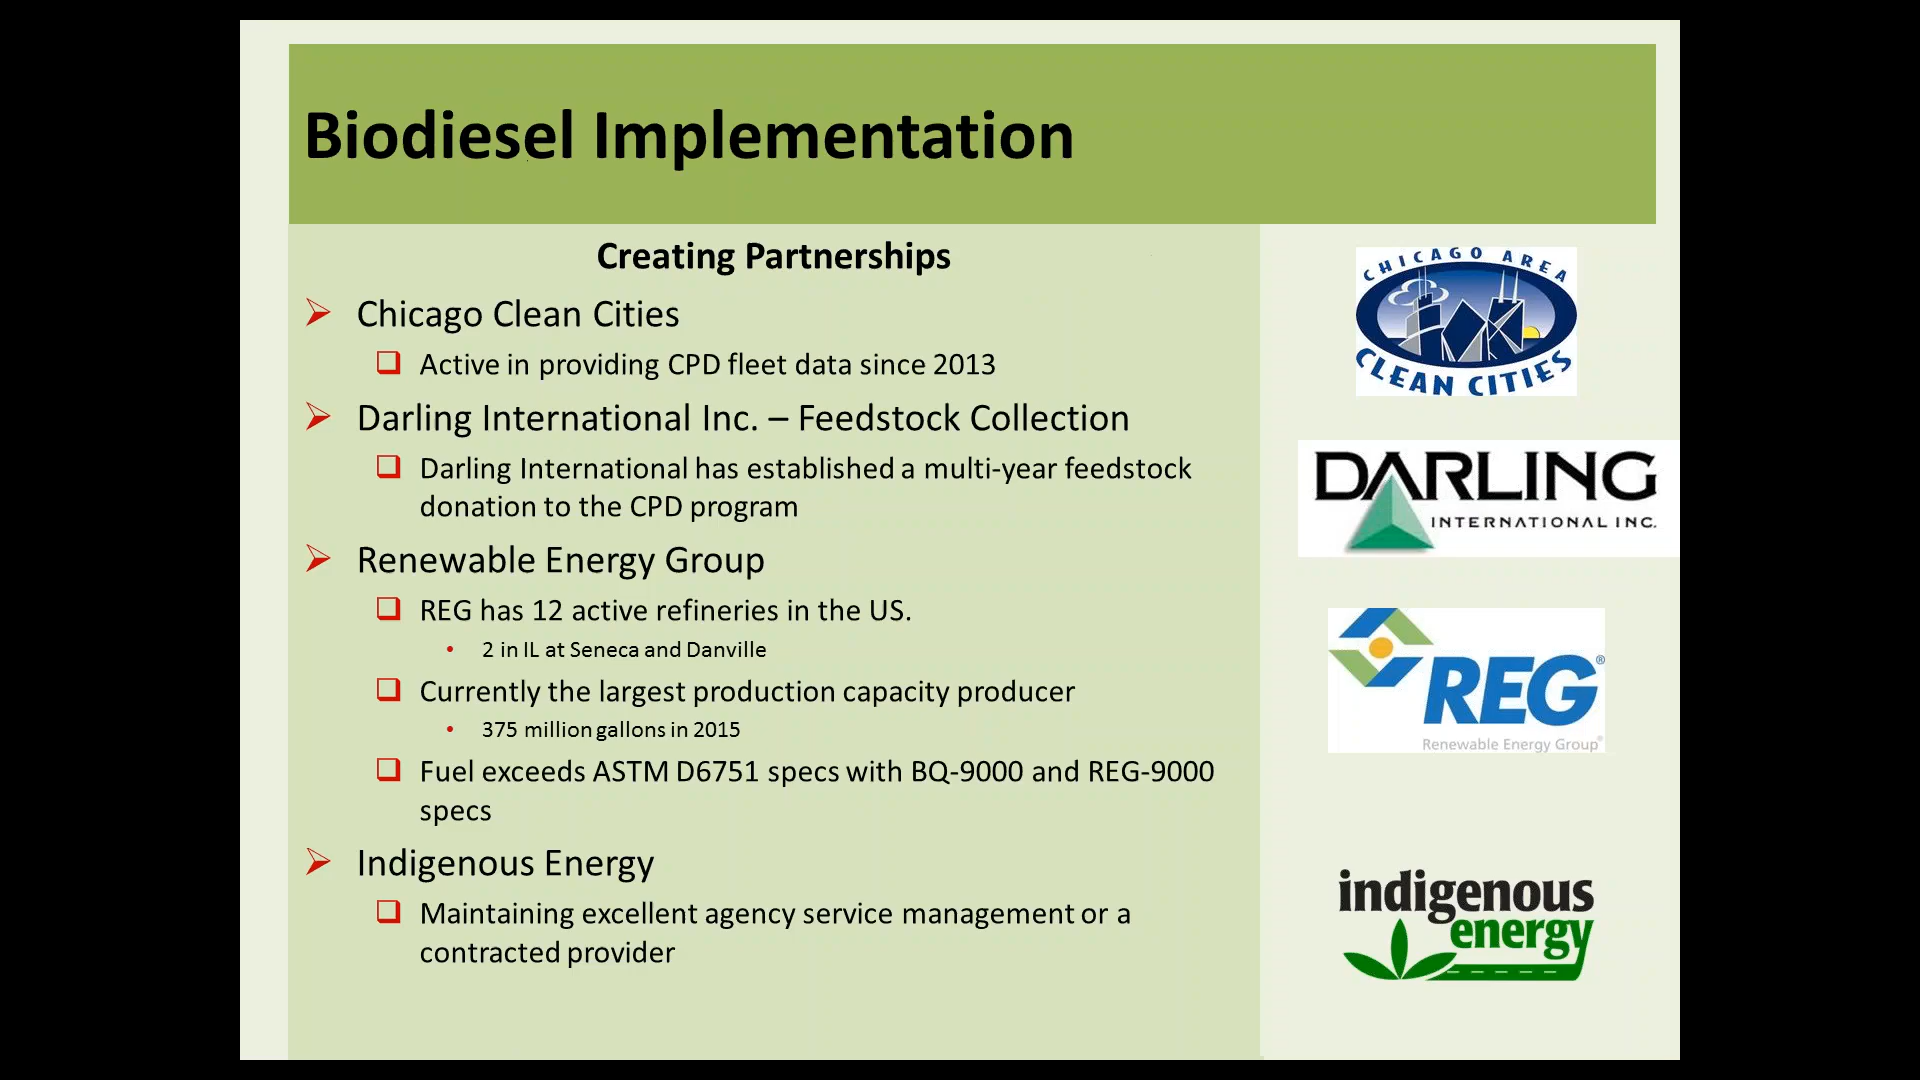 Biodiesel Implementation
Creating Partnerships
Chicago Clean Cities
Active in providing CPD fleet data since 2013
Darling International Inc. – Feedstock Collection
Darling International has established a multi-year feedstock
donation to the CPD program
Renewable Energy Group
REG has 12 active refineries in the US.
2 in IL at Seneca and Danville
Currently the largest production capacity producer
375 million gallons in 2015
Fuel exceeds ASTM D6751 specs with BQ-9000 and REG-9000
specs
Indigenous Energy
Maintaining excellent agency service management or a
contracted provider
CHICAGO AREA
CLEAN CITIES
DARLING
INTERNATIONAL INC.
REG®
Renewable Energy Group®
indigenous
energy